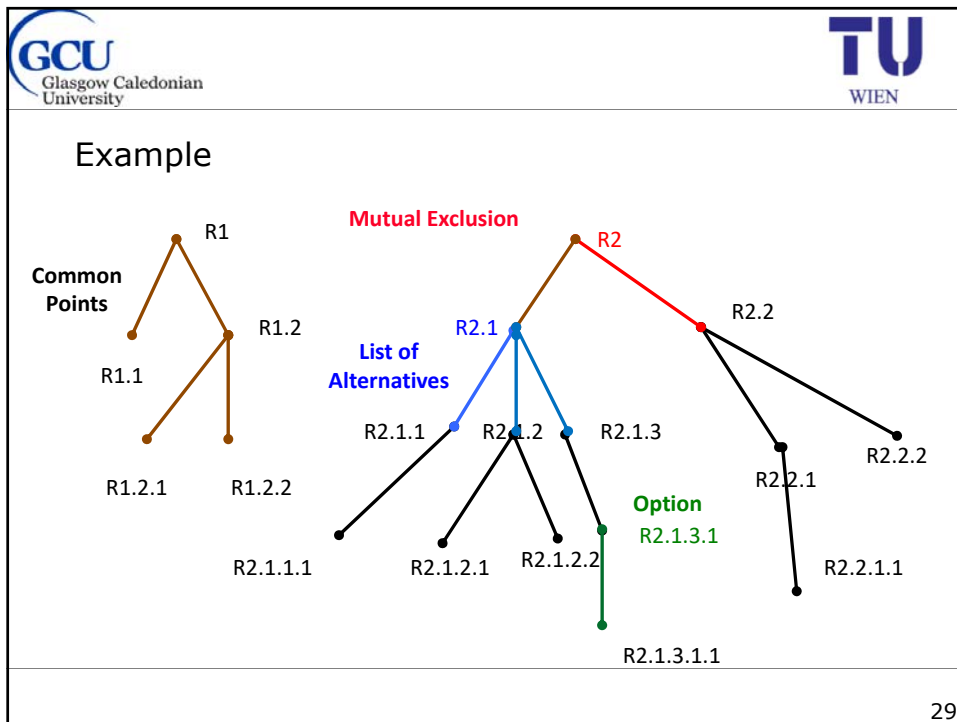 GCU
Glasgow Caledonian
University
TU
WIEN
Example
Mutual Exclusion
R1
R2
Common
Points
R1.2
R2.1
R2.2
R1.1
List of
Alternatives
R2.1.1
R2.1.2
R2.1.3
R2.2.2
R1.2.1
R1.2.2
R2.2.1
Option
R2.1.3.1
R2.1.1.1
R2.1.2.1
R2.1.2.2
R2.2.1.1
R2.1.3.1.1
29